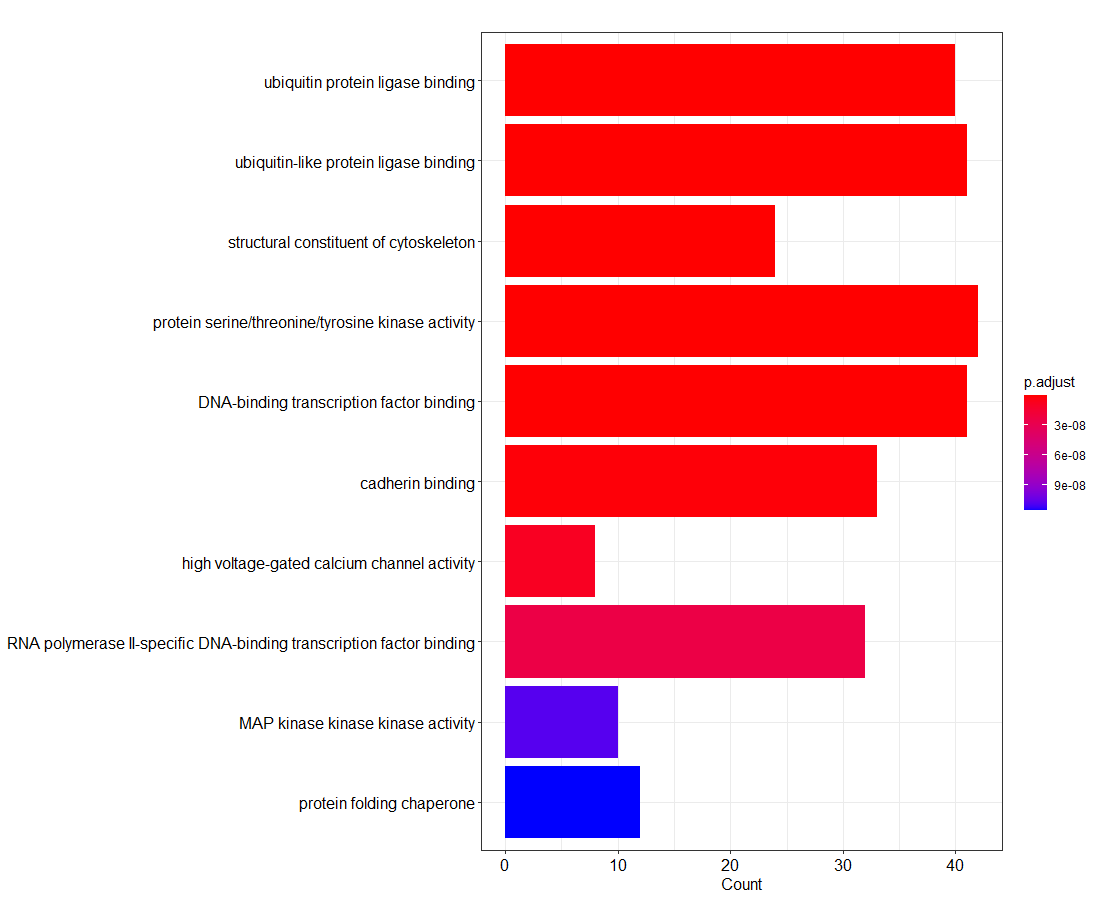 ubiquitin protein ligase binding
ubiquitin-like protein ligase binding
structural constituent of cytoskeleton
protein serine/threonine/tyrosine kinase activity
DNA-binding transcription factor binding
cadherin binding
high voltage-gated calcium channel activity
RNA polymerase II-specific DNA-binding transcription factor binding
MAP kinase kinase kinase activity
protein folding chaperone
0 10 20 30 40
Count
p.adjust
3e-08
6e-08
9e-08